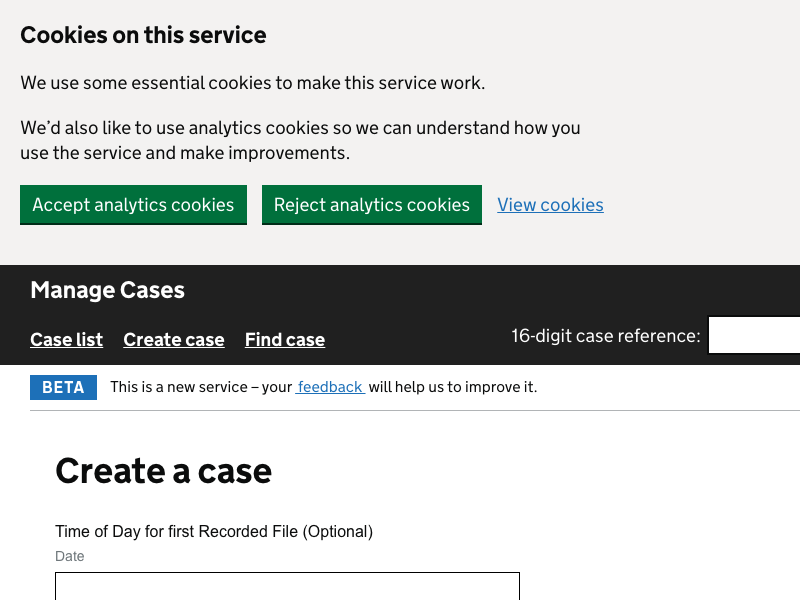 Cookies on this service
We use some essential cookies to make this service work.
We’d also like to use analytics cookies so we can understand how you
use the service and make improvements.
Accept analytics cookies Reject analytics cookies View cookies
Manage Cases
Case list Create case Find case 16-digit case reference:
BETA This is a new service – your feedback will help us to improve it.
Create a case
Time of Day for first Recorded File (Optional)
Date